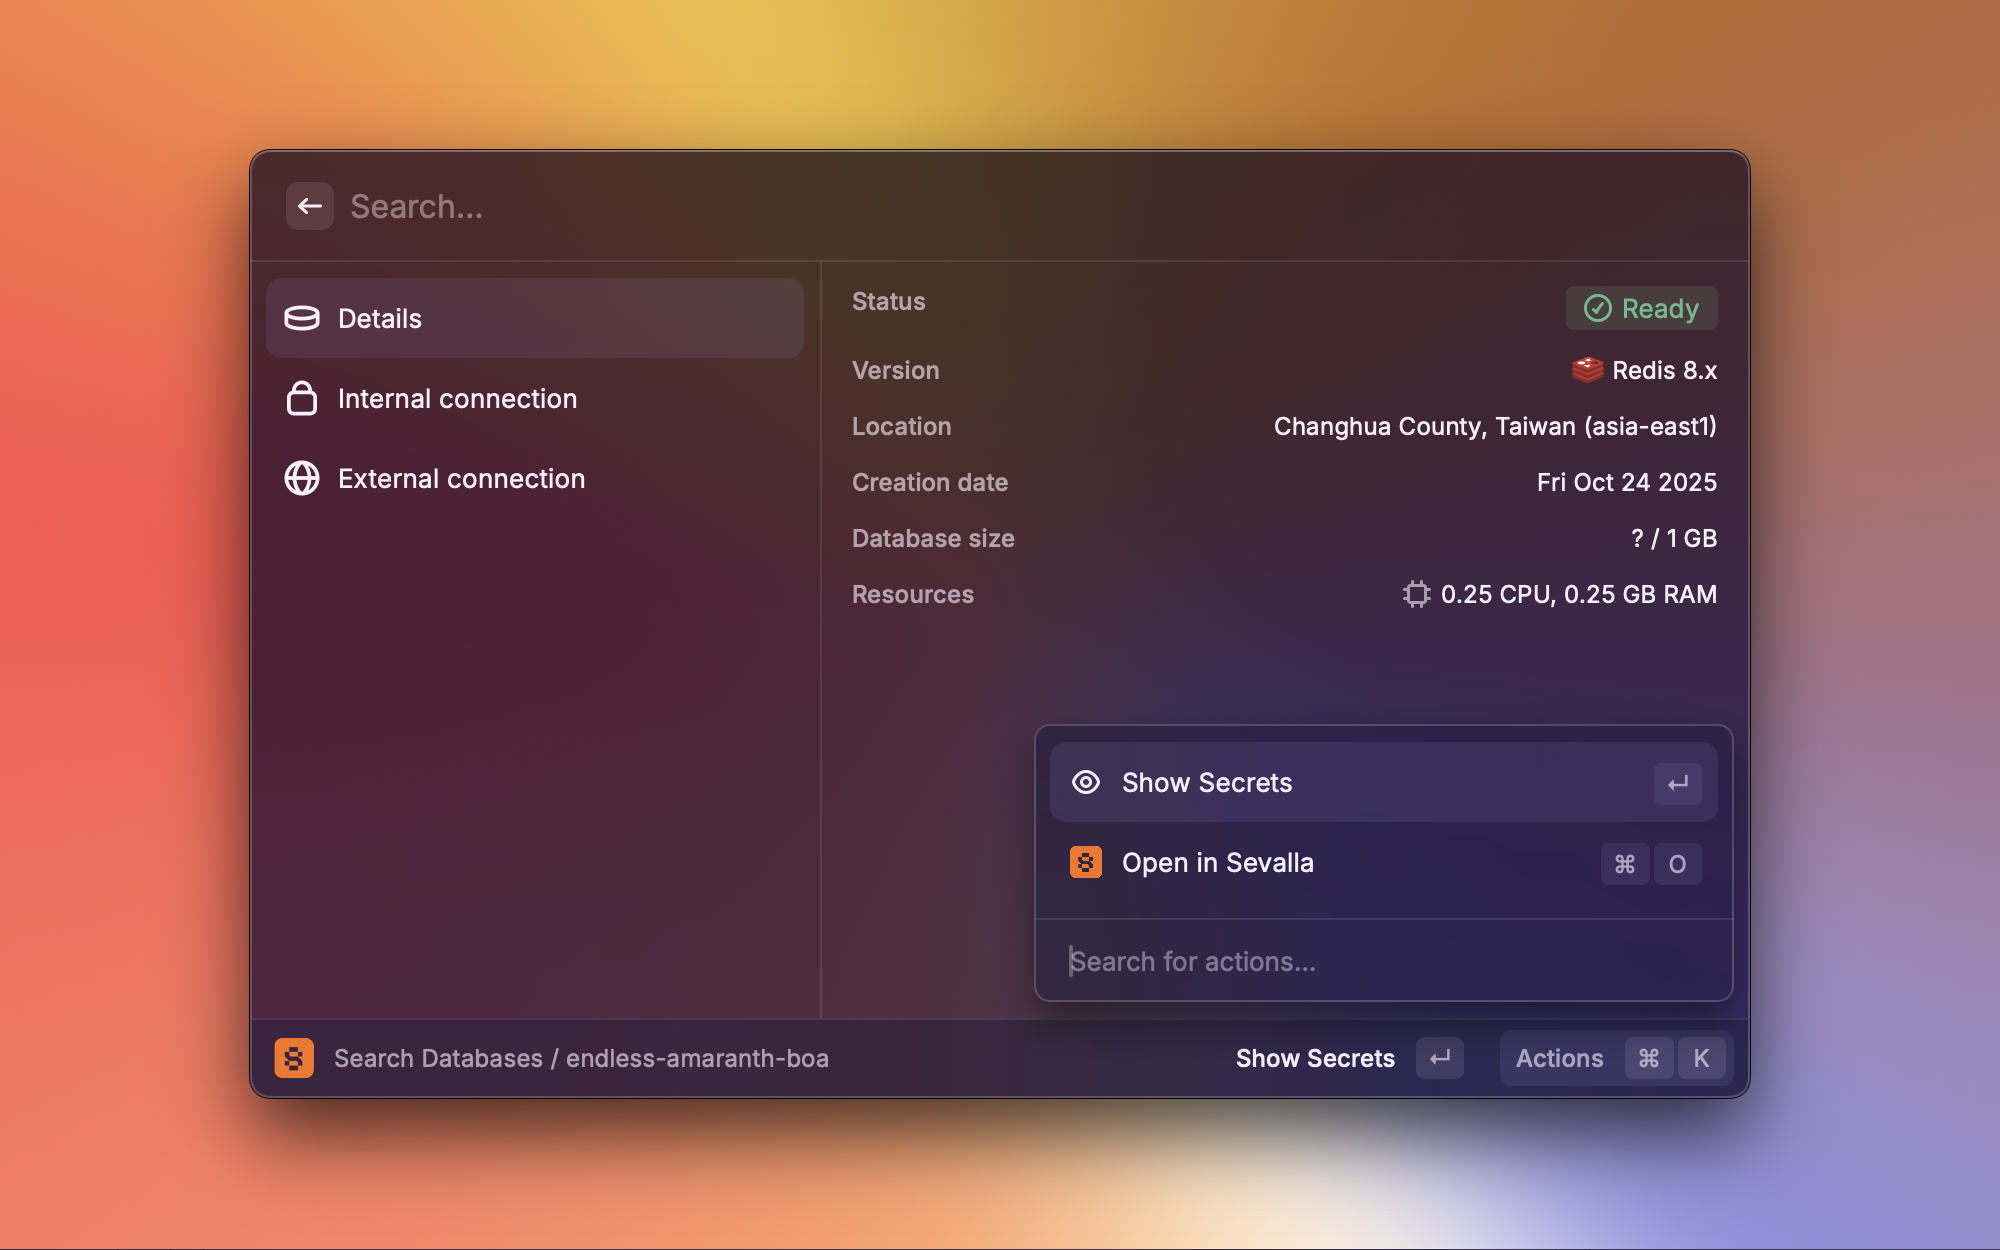 Search...
Details
Internal connection
External connection
Status
Ready
Version
Redis 8.x
Location
Changhua County, Taiwan (asia-east1)
Creation date
Fri Oct 24 2025
Database size
? / 1 GB
Resources
0.25 CPU, 0.25 GB RAM
Show Secrets ↵
Open in Sevalla ⌘ O
Search for actions...
Search Databases / endless-amaranth-boa
Show Secrets ↵
Actions ⌘ K